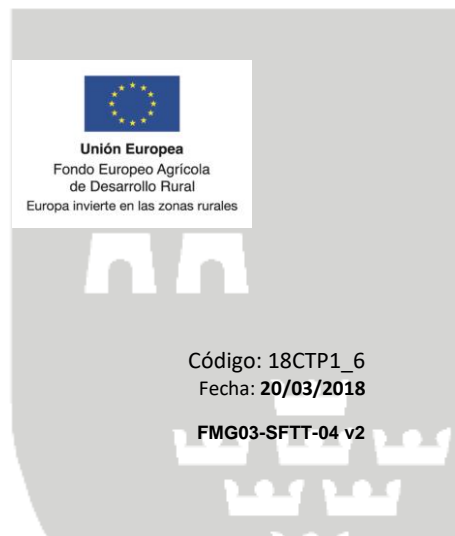 Unión Europea
Fondo Europeo Agrícola
de Desarrollo Rural
Europa invierte en las zonas rurales
Código: 18CTP1_6
Fecha: 20/03/2018
FMG03-SFTT-04 v2